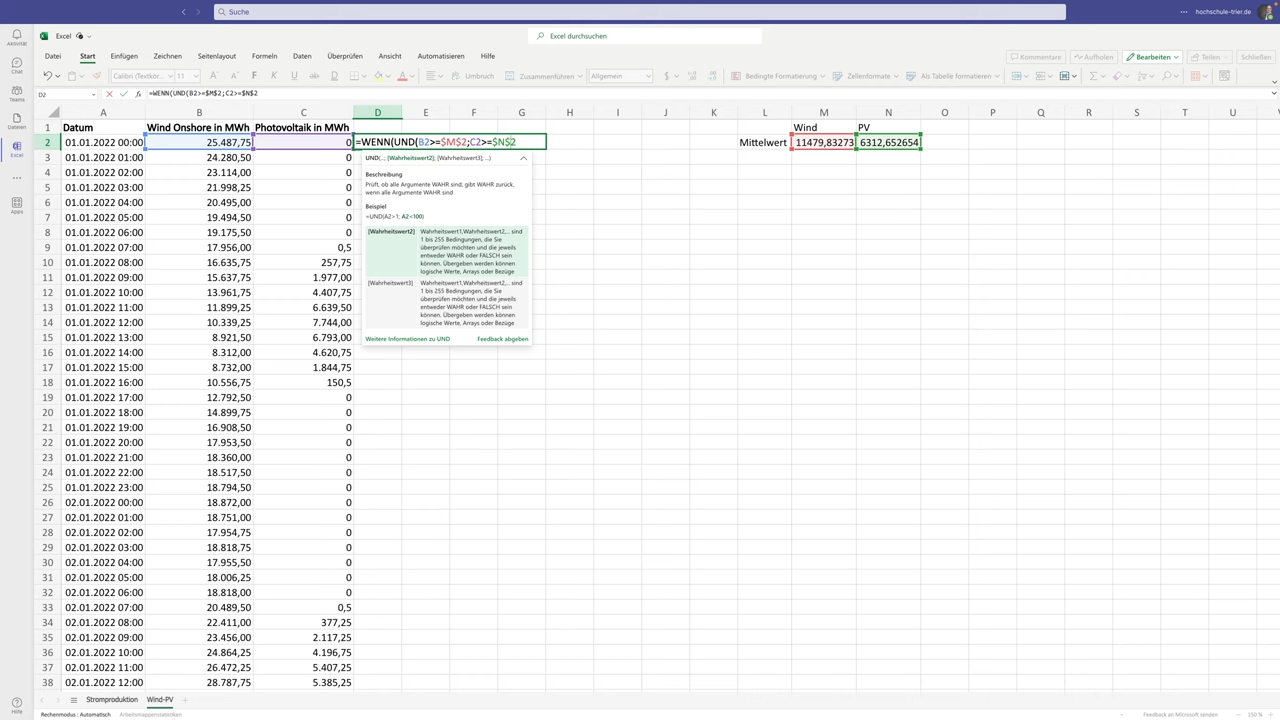 Suche
hochschule-trier.de
Aktivität
Chat
Teams
Dateien
Excel
Apps
Hilfe
Excel
Excel durchsuchen
Datei Start Einfügen Zeichnen Seitenlayout Formeln Daten Überprüfen Ansicht Automatisieren Hilfe
Kommentare Aufholen Bearbeiten Teilen Schließen
Calibri (Textkör... 11 F K U ab A Umbruch Zusammenführen Allgemein Bedingte Formatierung Zellenformate Als Tabelle formatieren
D2 =WENN(UND(B2>=$M$2;C2>=$N$2
A B C D E F G H I J K L M N O P Q R S T U V
1 Datum Wind Onshore in MWh Photovoltaik in MWh Wind PV
2 01.01.2022 00:00 25.487,75 0 =WENN(UND(B2>=$M$2;C2>=$N$2 Mittelwert 11479,83273 6312,652654
3 01.01.2022 01:00 24.280,50 0
4 01.01.2022 02:00 23.114,00 0
5 01.01.2022 03:00 21.998,25 0
6 01.01.2022 04:00 20.495,00 0
7 01.01.2022 05:00 19.494,50 0
8 01.01.2022 06:00 19.175,50 0
9 01.01.2022 07:00 17.956,00 0,5
10 01.01.2022 08:00 16.635,75 257,75
11 01.01.2022 09:00 15.637,75 1.977,00
12 01.01.2022 10:00 13.961,75 4.407,75
13 01.01.2022 11:00 11.899,25 6.639,50
14 01.01.2022 12:00 10.339,25 7.744,00
15 01.01.2022 13:00 8.921,50 6.793,00
16 01.01.2022 14:00 8.312,00 4.620,75
17 01.01.2022 15:00 8.732,00 1.844,75
18 01.01.2022 16:00 10.556,75 150,5
19 01.01.2022 17:00 12.792,50 0
20 01.01.2022 18:00 14.899,75 0
21 01.01.2022 19:00 16.908,50 0
22 01.01.2022 20:00 17.953,50 0
23 01.01.2022 21:00 18.360,00 0
24 01.01.2022 22:00 18.517,50 0
25 01.01.2022 23:00 18.794,50 0
26 02.01.2022 00:00 18.872,00 0
27 02.01.2022 01:00 18.751,00 0
28 02.01.2022 02:00 17.954,75 0
29 02.01.2022 03:00 18.818,75 0
30 02.01.2022 04:00 17.955,50 0
31 02.01.2022 05:00 18.006,25 0
32 02.01.2022 06:00 18.818,00 0
33 02.01.2022 07:00 20.489,50 0,5
34 02.01.2022 08:00 22.411,00 377,25
35 02.01.2022 09:00 23.456,00 2.117,25
36 02.01.2022 10:00 24.864,25 4.196,75
37 02.01.2022 11:00 26.472,25 5.407,25
38 02.01.2022 12:00 28.787,75 5.385,25
UND(...; [Wahrheitswert2]; [Wahrheitswert3]; ...)
Beschreibung
Prüft, ob alle Argumente WAHR sind; gibt WAHR zurück,
wenn alle Argumente WAHR sind
Beispiel
=UND(A2>1; A2<100)
[Wahrheitswert2] Wahrheitswert1,Wahrheitswert2,... sind
1 bis 255 Bedingungen, die Sie
überprüfen möchten und die jeweils
entweder WAHR oder FALSCH sein
können. Übergeben werden können
logische Werte, Arrays oder Bezüge
[Wahrheitswert3] Wahrheitswert1,Wahrheitswert2,... sind
1 bis 255 Bedingungen, die Sie
überprüfen möchten und die jeweils
entweder WAHR oder FALSCH sein
können. Übergeben werden können
logische Werte, Arrays oder Bezüge
Weitere Informationen zu UND Feedback abgeben
Stromproduktion Wind-PV
Rechenmodus : Automatisch Arbeitsmappenstatistiken Feedback an Microsoft senden 150 %